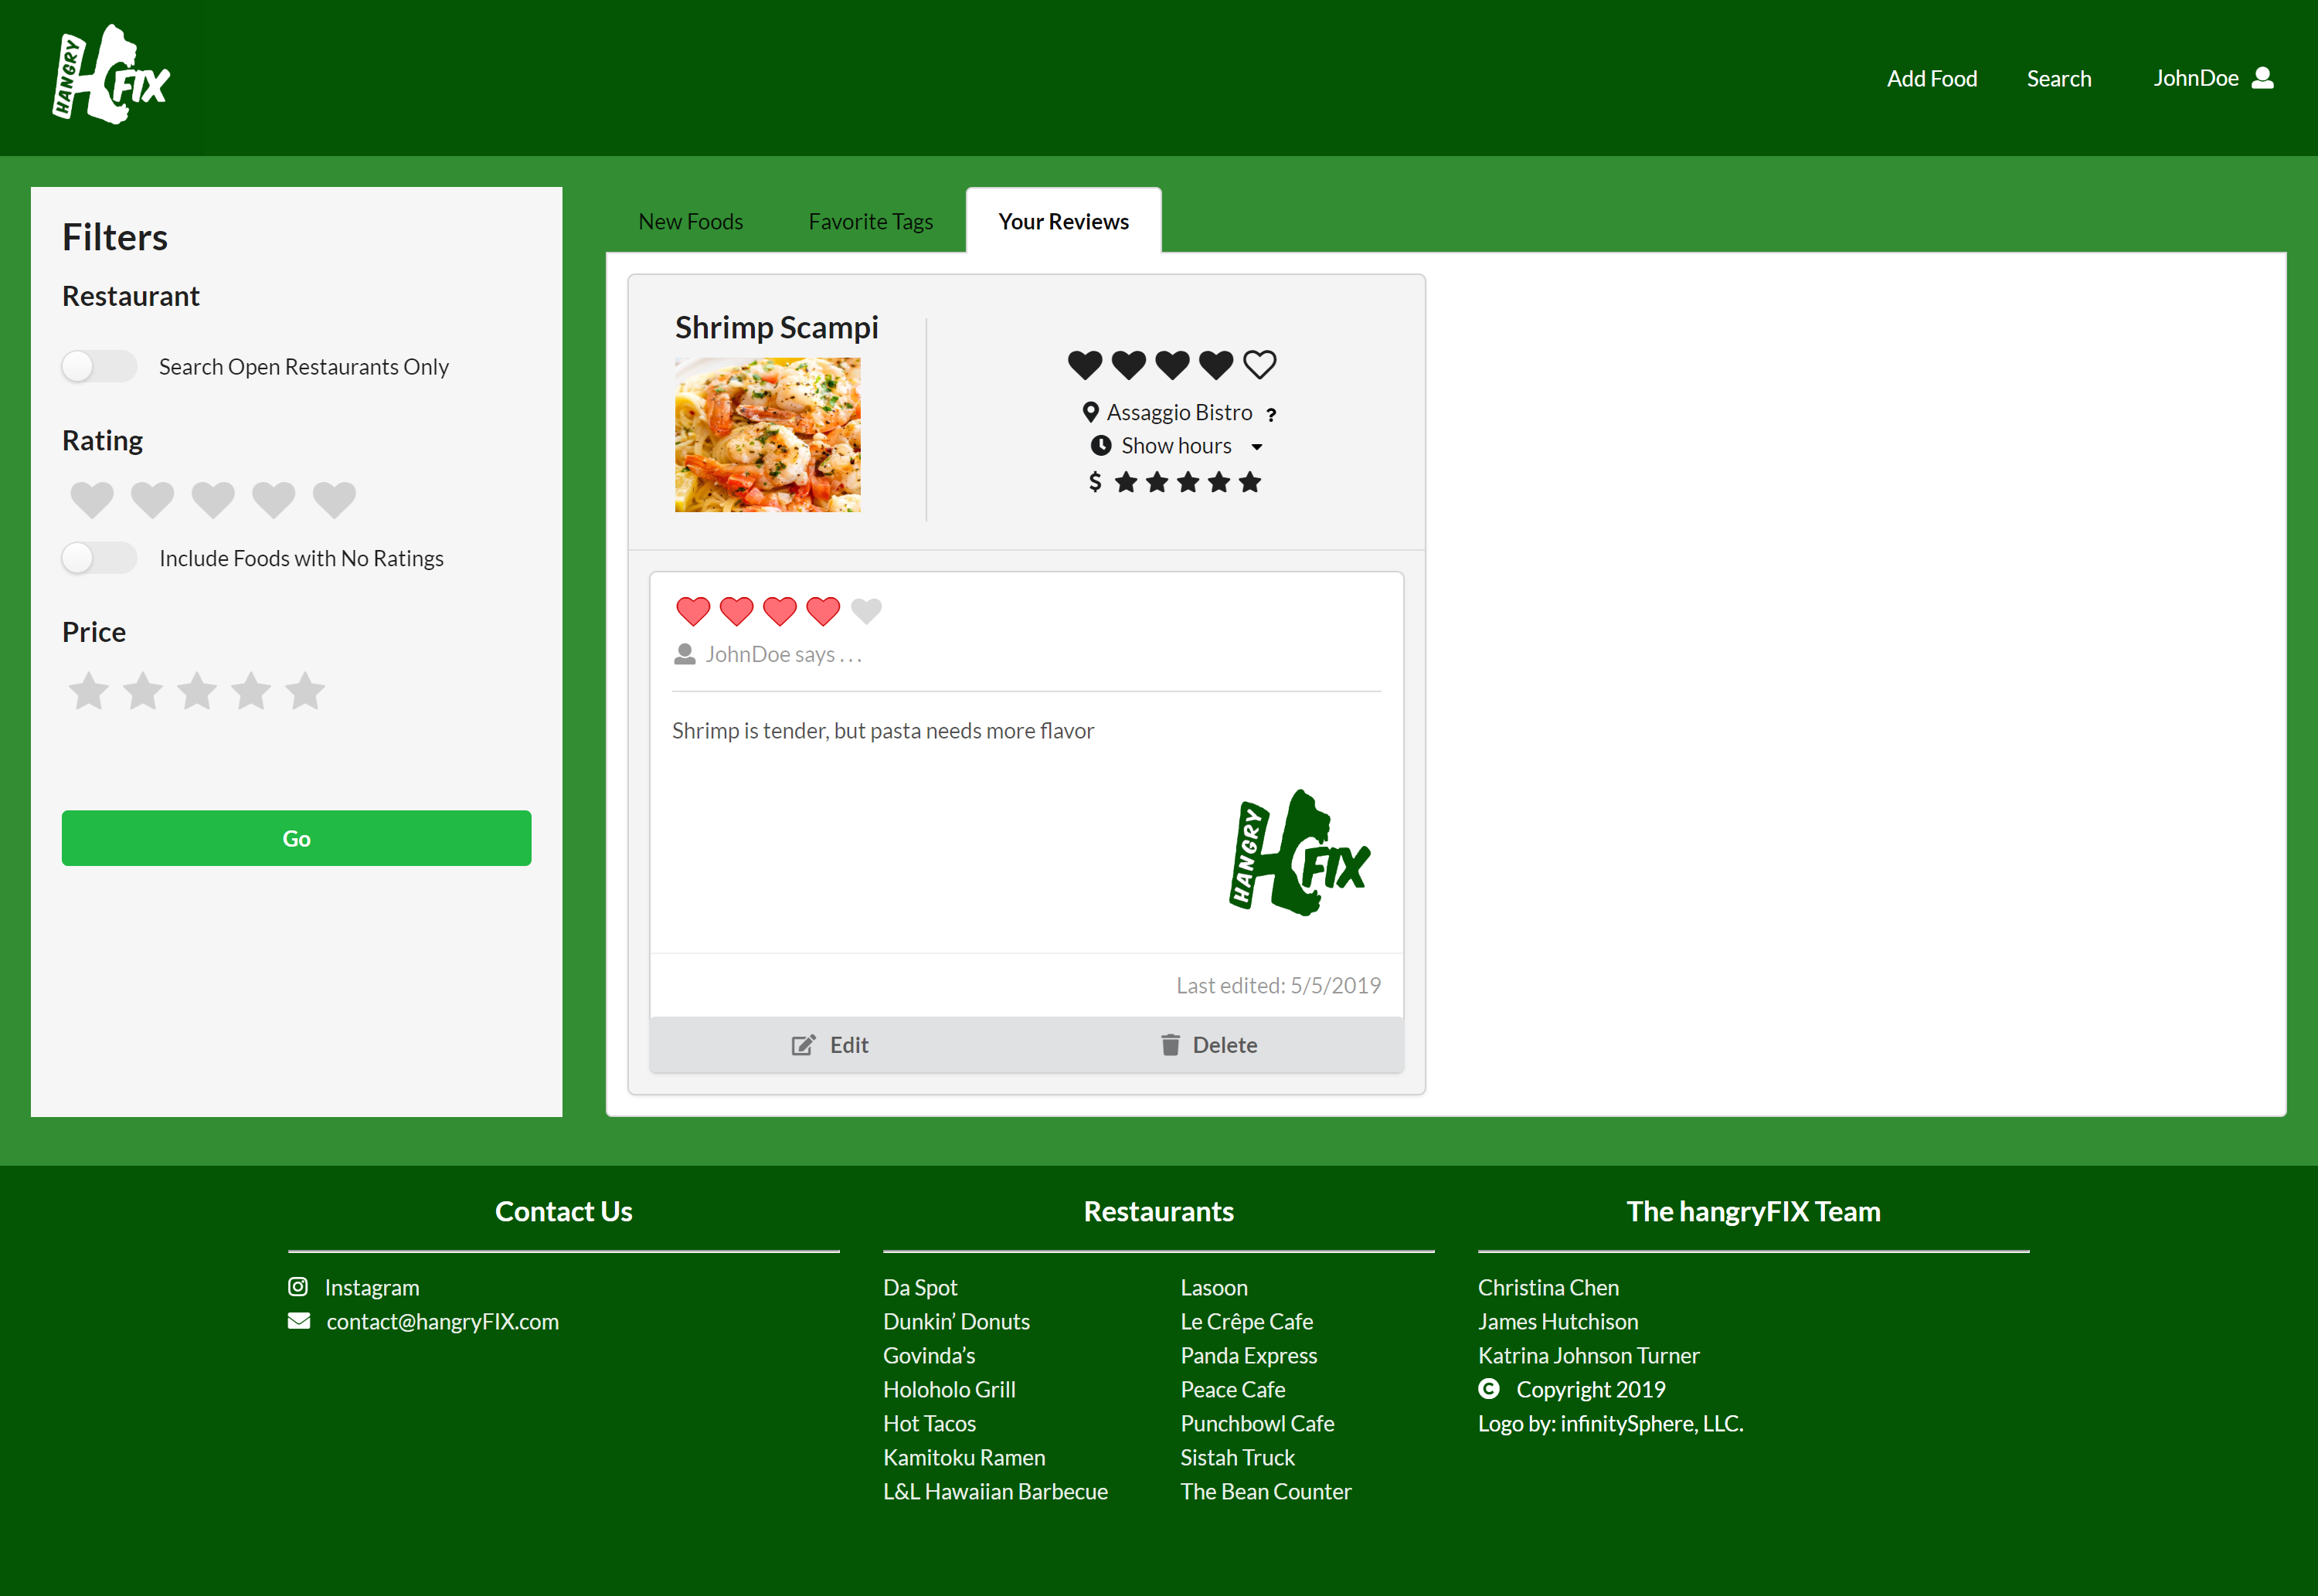 HANGRY FIX
Add Food Search JohnDoe
Filters
Restaurant
Search Open Restaurants Only
Rating
Include Foods with No Ratings
Price
Go
New Foods Favorite Tags Your Reviews
Shrimp Scampi
Assaggio Bistro ?
Show hours
$
JohnDoe says . . .
Shrimp is tender, but pasta needs more flavor
HANGRY FIX
Last edited: 5/5/2019
Edit Delete
Contact Us
Instagram
contact@hangryFIX.com
Restaurants
Da Spot
Dunkin’ Donuts
Govinda’s
Holoholo Grill
Hot Tacos
Kamitoku Ramen
L&L Hawaiian Barbecue
Lasoon
Le Crêpe Cafe
Panda Express
Peace Cafe
Punchbowl Cafe
Sistah Truck
The Bean Counter
The hangryFIX Team
Christina Chen
James Hutchison
Katrina Johnson Turner
© Copyright 2019
Logo by: infinitySphere, LLC.